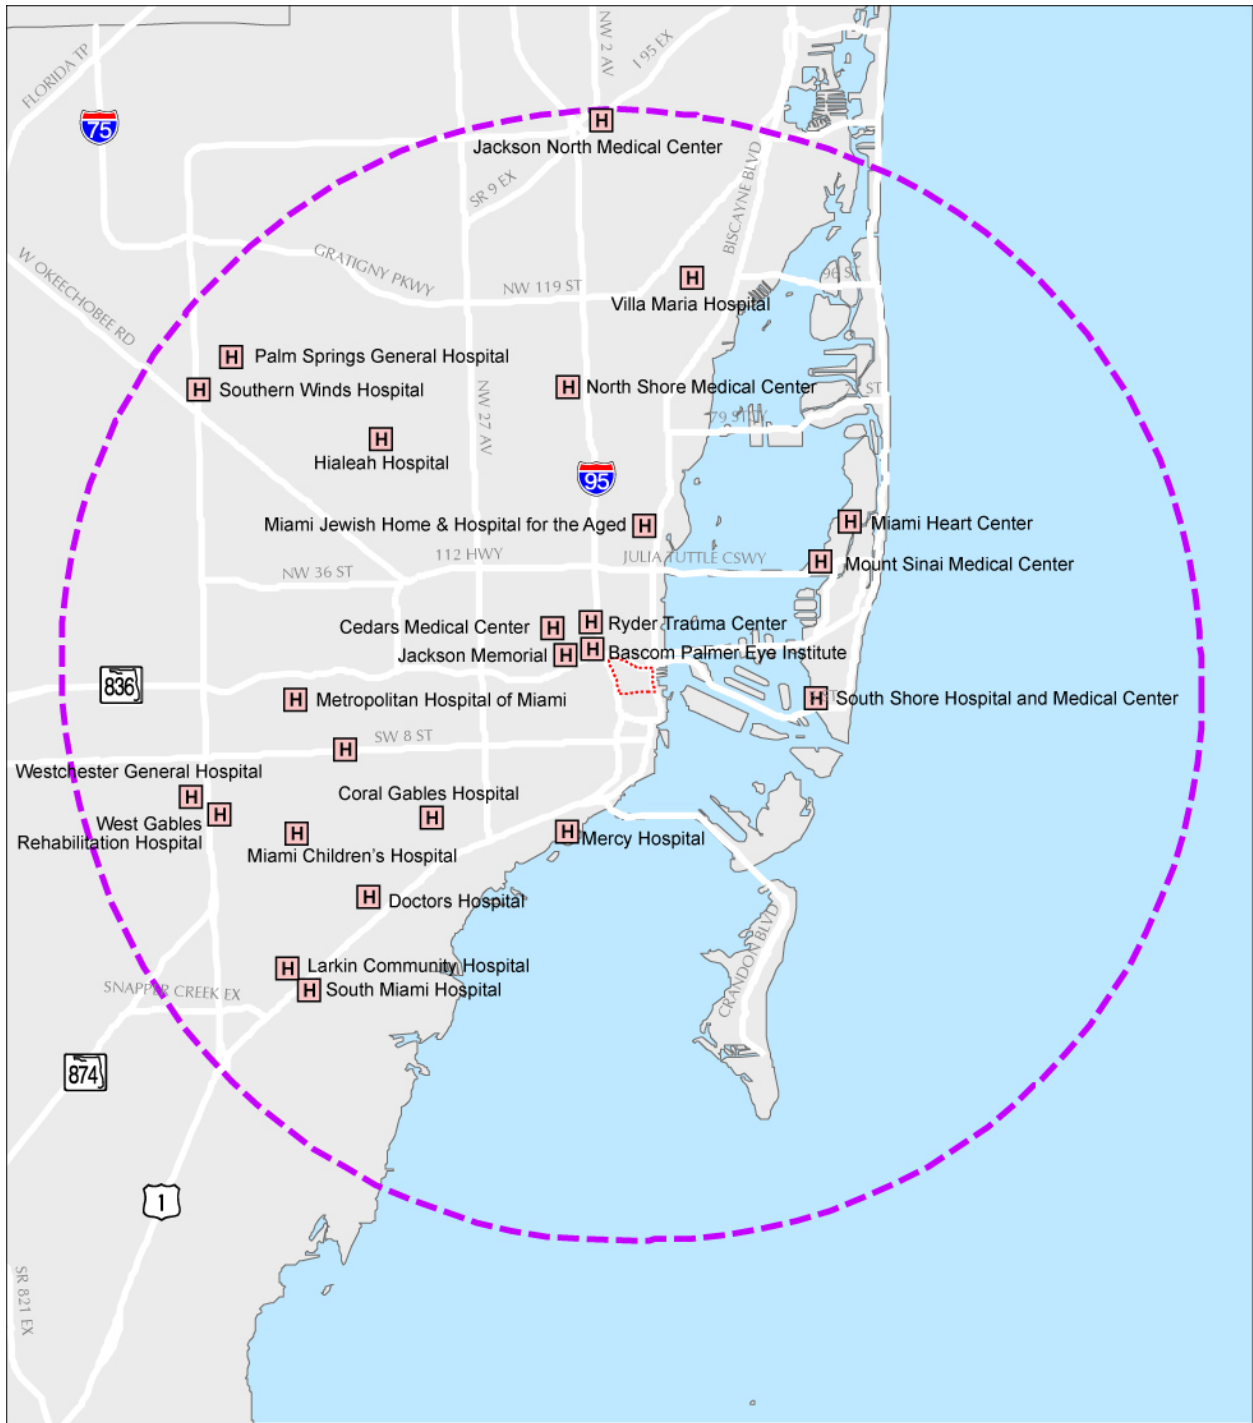 NW 2 AV
I 95 EX
FLORIDA TP
75
H
Jackson North Medical Center
BISCAYNE BLVD
SR 9 EX
W OKEECHOBEE RD
GRATIGNY PKWY
NW 119 ST
96 ST
H
Villa Maria Hospital
H Palm Springs General Hospital
H Southern Winds Hospital
H North Shore Medical Center
ST
NW 27 AV
79 ST
H
Hialeah Hospital
95
Miami Jewish Home & Hospital for the Aged H
H Miami Heart Center
112 HWY
JULIA TUTTLE CSWY
H Mount Sinai Medical Center
NW 36 ST
Cedars Medical Center H
H Ryder Trauma Center
Jackson Memorial H
H Bascom Palmer Eye Institute
836
H Metropolitan Hospital of Miami
H South Shore Hospital and Medical Center
SW 8 ST
H
Westchester General Hospital
H
Coral Gables Hospital
H
West Gables H
Rehabilitation Hospital
H
Miami Children's Hospital
H Mercy Hospital
H Doctors Hospital
CRANDON BLVD
H Larkin Community Hospital
H South Miami Hospital
SNAPPER CREEK EX
874
1
SR 821 EX